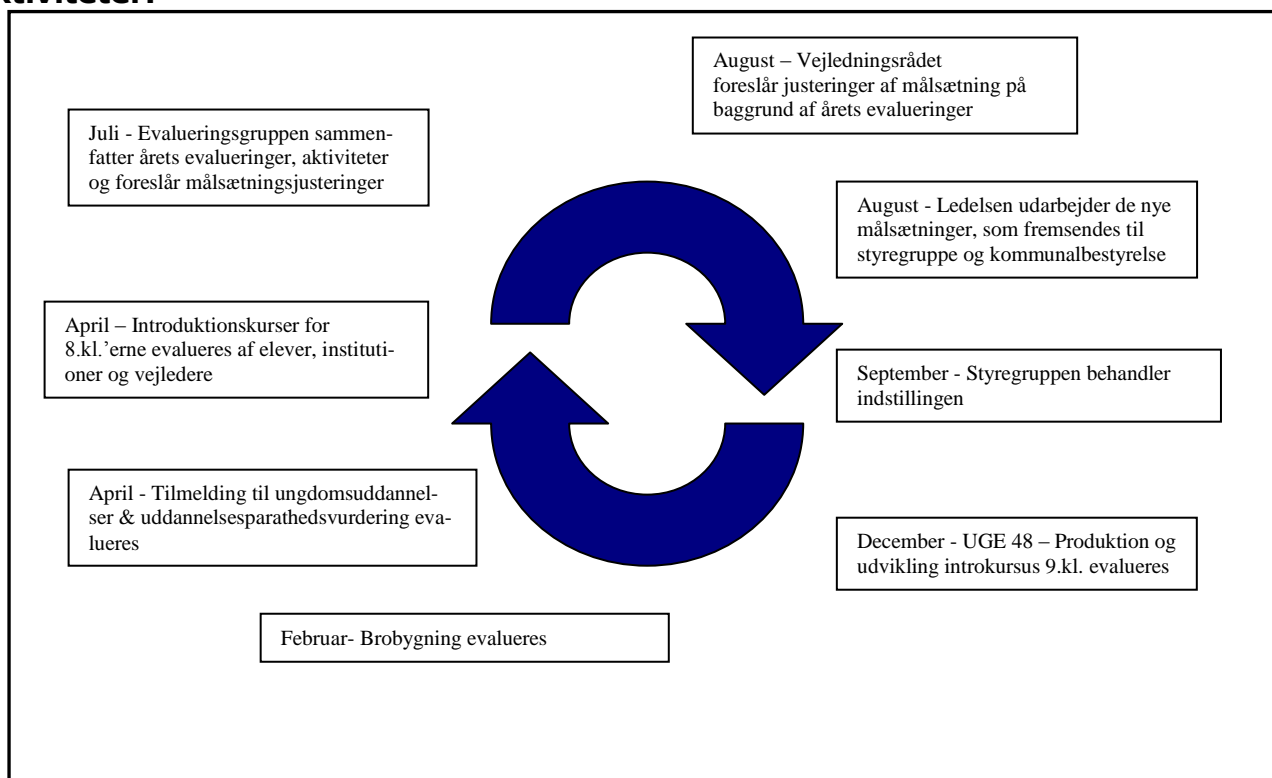 August – Vejledningsrådet
foreslår justeringer af målsætning på
baggrund af årets evalueringer
Juli - Evalueringsgruppen sammen-
fatter årets evalueringer, aktiviteter
og foreslår målsætningsjusteringer
August - Ledelsen udarbejder de nye
målsætninger, som fremsendes til
styregruppe og kommunalbestyrelse
April – Introduktionskurser for
8.kl.’erne evalueres af elever, instituti-
oner og vejledere
September - Styregruppen behandler
indstillingen
April - Tilmelding til ungdomsuddannel-
ser & uddannelsesparathedsvurdering eva-
lueres
December - UGE 48 – Produktion og
udvikling introkursus 9.kl. evalueres
Februar- Brobygning evalueres